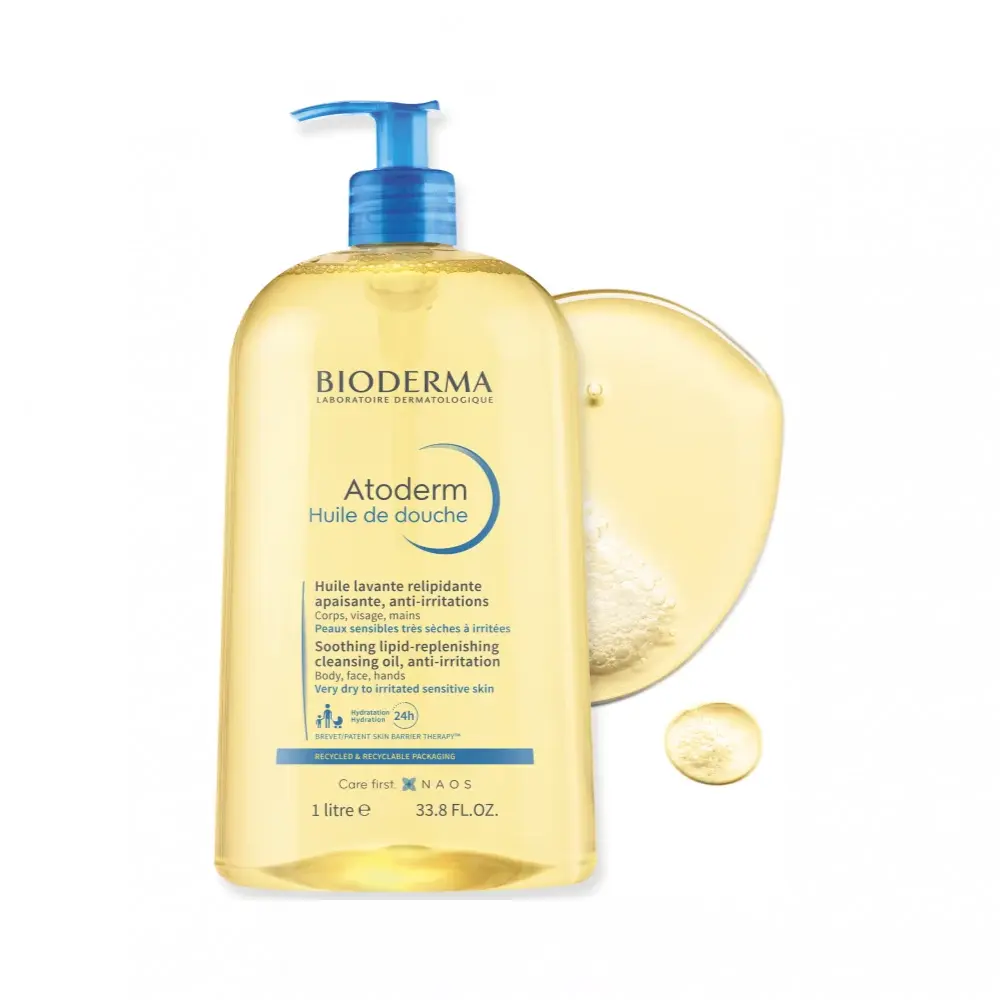 BIODERMA
LABORATOIRE DERMATOLOGIQUE
Atoderm
Huile de douche
Huile lavante relipidante
apaisante, anti-irritations
Corps, visage, mains
Peaux sensibles très sèches à irritées
Soothing lipid-replenishing
cleansing oil, anti-irritation
Body, face, hands
Very dry to irritated sensitive skin
Hydratation
Hydration 24h
BREVET/PATENT SKIN BARRIER THERAPY™
RECYCLED & RECYCLABLE PACKAGING
Care first. NAOS
1 litre ℮ 33.8 FL.OZ.